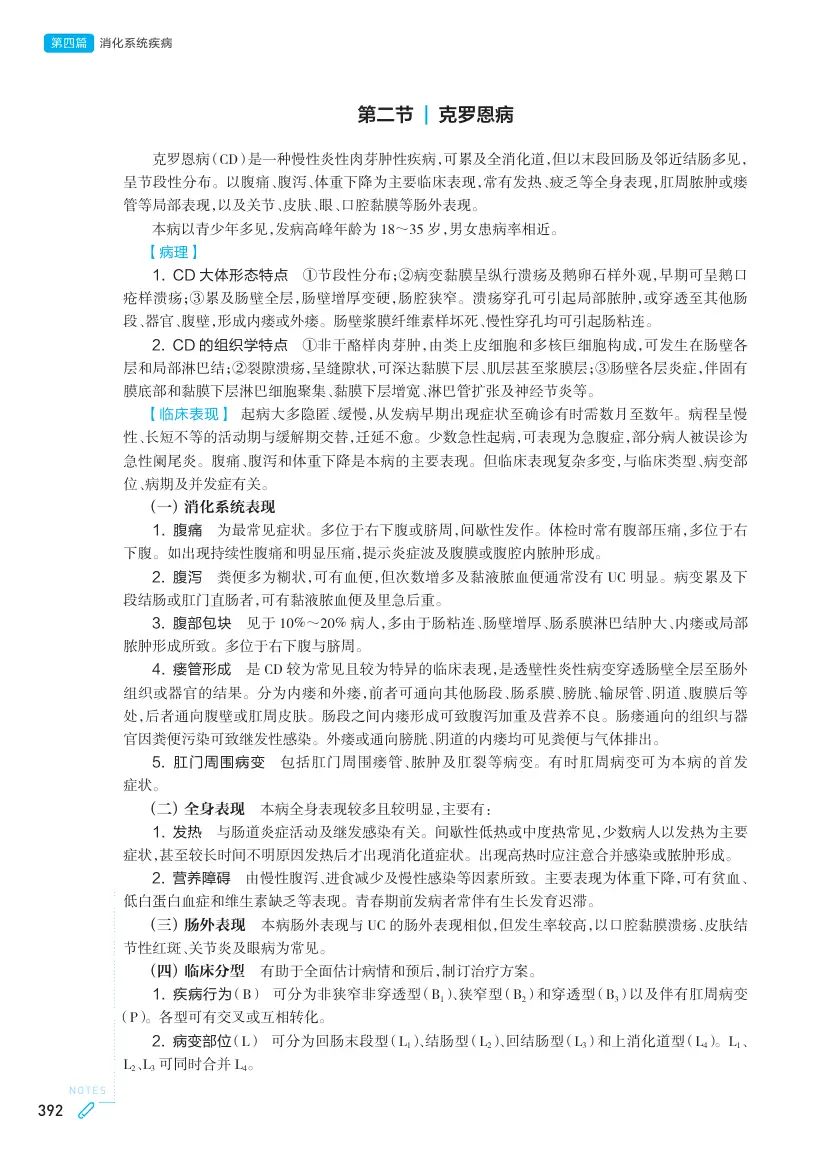 第四篇 消化系统疾病
第二节 | 克罗恩病
克罗恩病（CD）是一种慢性炎性肉芽肿性疾病，可累及全消化道，但以末段回肠及邻近结肠多见，
呈节段性分布。以腹痛、腹泻、体重下降为主要临床表现，常有发热、疲乏等全身表现，肛周脓肿或瘘
管等局部表现，以及关节、皮肤、眼、口腔黏膜等肠外表现。
本病以青少年多见，发病高峰年龄为 18～35 岁，男女患病率相近。
【病理】
1. CD 大体形态特点 ①节段性分布；②病变黏膜呈纵行溃疡及鹅卵石样外观，早期可呈鹅口
疮样溃疡；③累及肠壁全层，肠壁增厚变硬，肠腔狭窄。溃疡穿孔可引起局部脓肿，或穿透至其他肠
段、器官、腹壁，形成内瘘或外瘘。肠壁浆膜纤维素样坏死、慢性穿孔均可引起肠粘连。
2. CD 的组织学特点 ①非干酪样肉芽肿，由类上皮细胞和多核巨细胞构成，可发生在肠壁各
层和局部淋巴结；②裂隙溃疡，呈缝隙状，可深达黏膜下层、肌层甚至浆膜层；③肠壁各层炎症，伴固有
膜底部和黏膜下层淋巴细胞聚集、黏膜下层增宽、淋巴管扩张及神经节炎等。
【临床表现】 起病大多隐匿、缓慢，从发病早期出现症状至确诊有时需数月至数年。病程呈慢
性、长短不等的活动期与缓解期交替，迁延不愈。少数急性起病，可表现为急腹症，部分病人被误诊为
急性阑尾炎。腹痛、腹泻和体重下降是本病的主要表现。但临床表现复杂多变，与临床类型、病变部
位、病期及并发症有关。
（一）消化系统表现
1. 腹痛 为最常见症状。多位于右下腹或脐周，间歇性发作。体检时常有腹部压痛，多位于右
下腹。如出现持续性腹痛和明显压痛，提示炎症波及腹膜或腹腔内脓肿形成。
2. 腹泻 粪便多为糊状，可有血便，但次数增多及黏液脓血便通常没有 UC 明显。病变累及下
段结肠或肛门直肠者，可有黏液脓血便及里急后重。
3. 腹部包块 见于 10%～20% 病人，多由于肠粘连、肠壁增厚、肠系膜淋巴结肿大、内瘘或局部
脓肿形成所致。多位于右下腹与脐周。
4. 瘘管形成 是 CD 较为常见且较为特异的临床表现，是透壁性炎性病变穿透肠壁全层至肠外
组织或器官的结果。分为内瘘和外瘘，前者可通向其他肠段、肠系膜、膀胱、输尿管、阴道、腹膜后等
处，后者通向腹壁或肛周皮肤。肠段之间内瘘形成可致腹泻加重及营养不良。肠瘘通向的组织与器
官因粪便污染可致继发性感染。外瘘或通向膀胱、阴道的内瘘均可见粪便与气体排出。
5. 肛门周围病变 包括肛门周围瘘管、脓肿及肛裂等病变。有时肛周病变可为本病的首发
症状。
（二）全身表现 本病全身表现较多且较明显，主要有：
1. 发热 与肠道炎症活动及继发感染有关。间歇性低热或中度热常见，少数病人以发热为主要
症状，甚至较长时间不明原因发热后才出现消化道症状。出现高热时应注意合并感染或脓肿形成。
2. 营养障碍 由慢性腹泻、进食减少及慢性感染等因素所致。主要表现为体重下降，可有贫血、
低白蛋白血症和维生素缺乏等表现。青春期前发病者常伴有生长发育迟滞。
（三）肠外表现 本病肠外表现与 UC 的肠外表现相似，但发生率较高，以口腔黏膜溃疡、皮肤结
节性红斑、关节炎及眼病为常见。
（四）临床分型 有助于全面估计病情和预后，制订治疗方案。
1. 疾病行为（B） 可分为非狭窄非穿透型（B₁）、狭窄型（B₂）和穿透型（B₃）以及伴有肛周病变
（P）。各型可有交叉或互相转化。
2. 病变部位（L） 可分为回肠末段型（L₁）、结肠型（L₂）、回结肠型（L₃）和上消化道型（L₄）。L₁、
L₂、L₃ 可同时合并 L₄。
NOTES
392